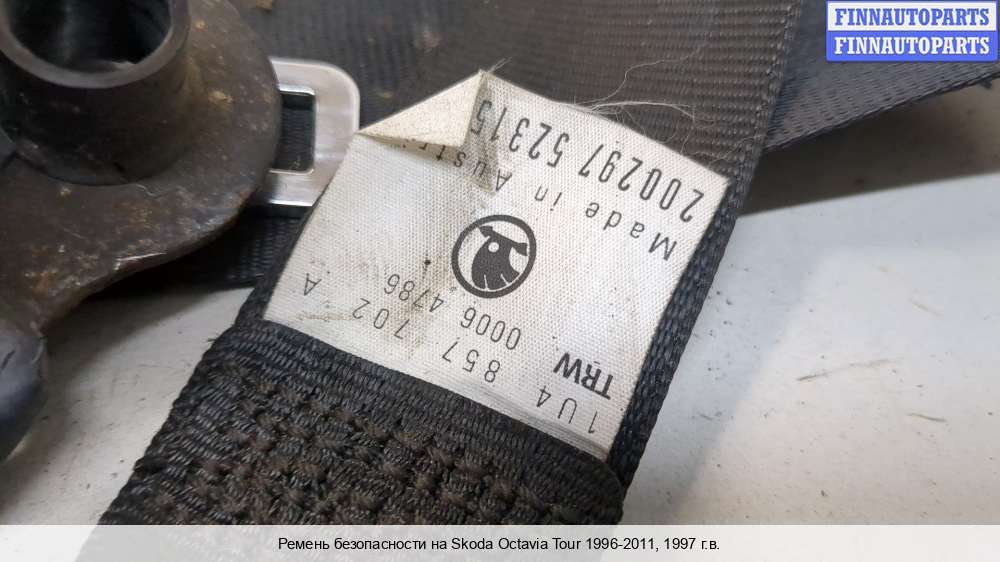 FINNAUTOPARTS
FINNAUTOPARTS
1U4 857 702 A
TRW 0006 4786
Made in
200297 52315
Ремень безопасности на Skoda Octavia Tour 1996-2011, 1997 г.в.